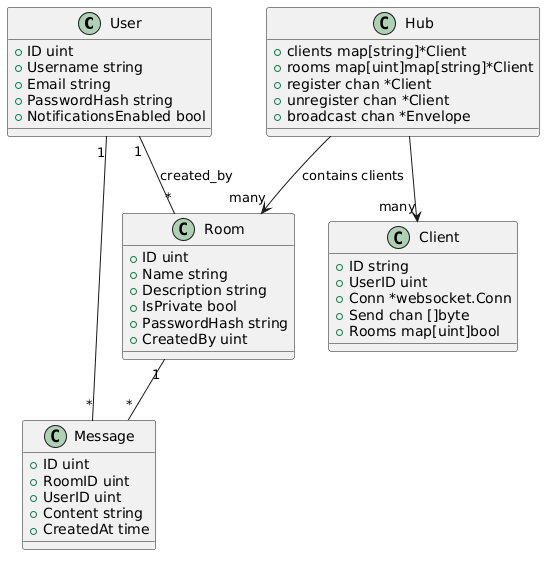 C User
ID uint
Username string
Email string
PasswordHash string
NotificationsEnabled bool
C Hub
clients map[string]*Client
rooms map[uint]map[string]*Client
register chan *Client
unregister chan *Client
broadcast chan *Envelope
1
1
created_by
*
contains clients
many
many
C Room
ID uint
Name string
Description string
IsPrivate bool
PasswordHash string
CreatedBy uint
C Client
ID string
UserID uint
Conn *websocket.Conn
Send chan []byte
Rooms map[uint]bool
1
*
*
C Message
ID uint
RoomID uint
UserID uint
Content string
CreatedAt time